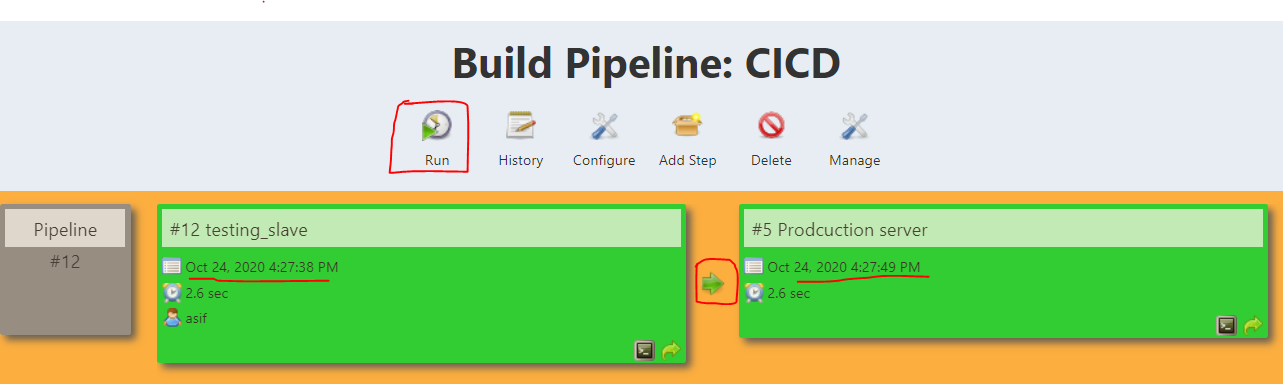 Build Pipeline: CICD
Run History Configure Add Step Delete Manage
Pipeline
#12
#12 testing_slave
Oct 24, 2020 4:27:38 PM
2.6 sec
asif
#5 Prodcuction server
Oct 24, 2020 4:27:49 PM
2.6 sec